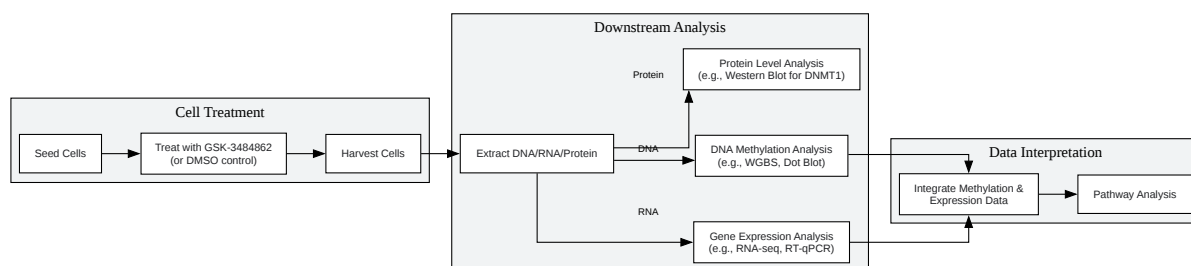 Cell Treatment
Seed Cells
Treat with GSK-3484862
(or DMSO control)
Harvest Cells
Downstream Analysis
Extract DNA/RNA/Protein
Protein
Protein Level Analysis
(e.g., Western Blot for DNMT1)
DNA
DNA Methylation Analysis
(e.g., WGBS, Dot Blot)
RNA
Gene Expression Analysis
(e.g., RNA-seq, RT-qPCR)
Data Interpretation
Integrate Methylation &
Expression Data
Pathway Analysis